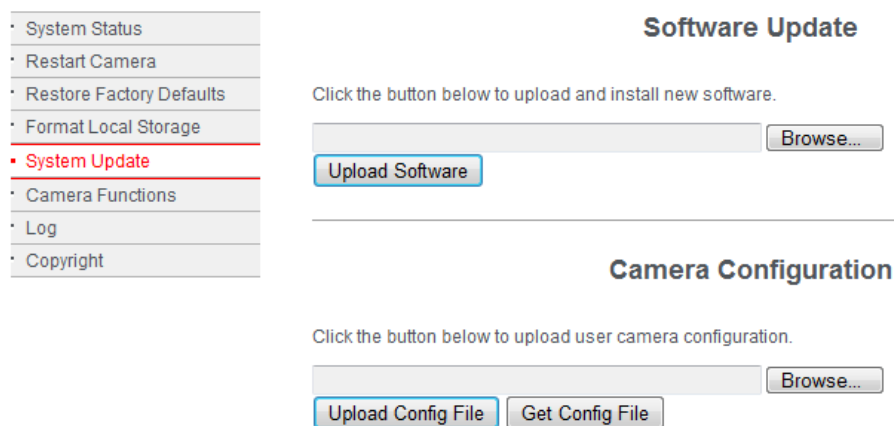 System Status
Restart Camera
Restore Factory Defaults
Format Local Storage
System Update
Camera Functions
Log
Copyright
Software Update
Click the button below to upload and install new software.
Browse...
Upload Software
Camera Configuration
Click the button below to upload user camera configuration.
Browse...
Upload Config File Get Config File